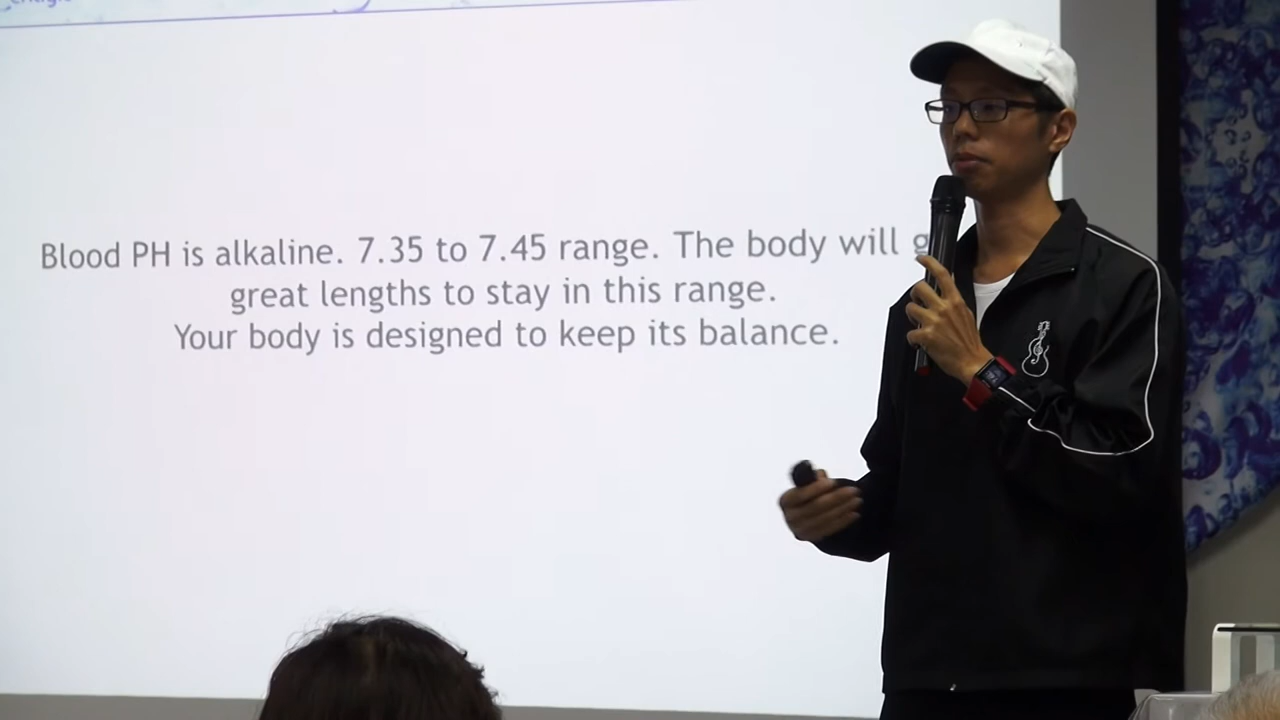 Blood PH is alkaline. 7.35 to 7.45 range. The body will
great lengths to stay in this range.
Your body is designed to keep its balance.